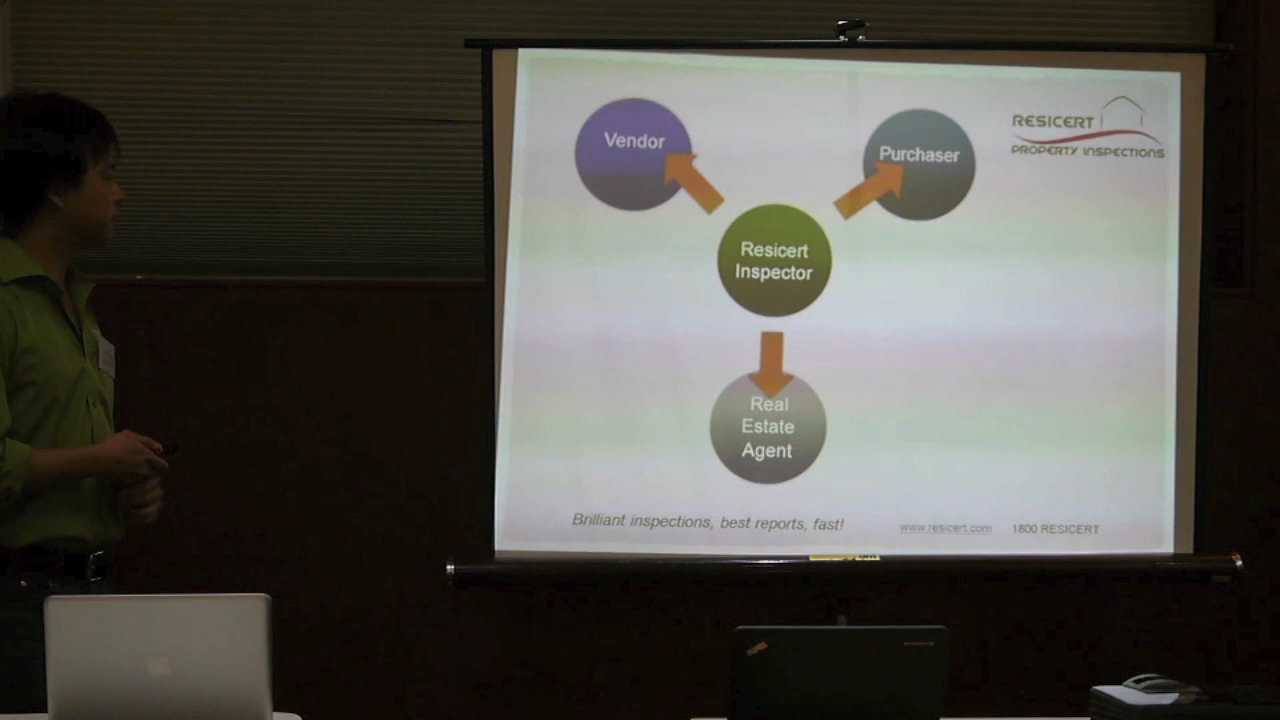 Vendor
Purchaser
RESICERT
PROPERTY INSPECTIONS
Resicert
Inspector
Real
Estate
Agent
Brilliant inspections, best reports, fast!
www.resicert.com 1800 RESICERT